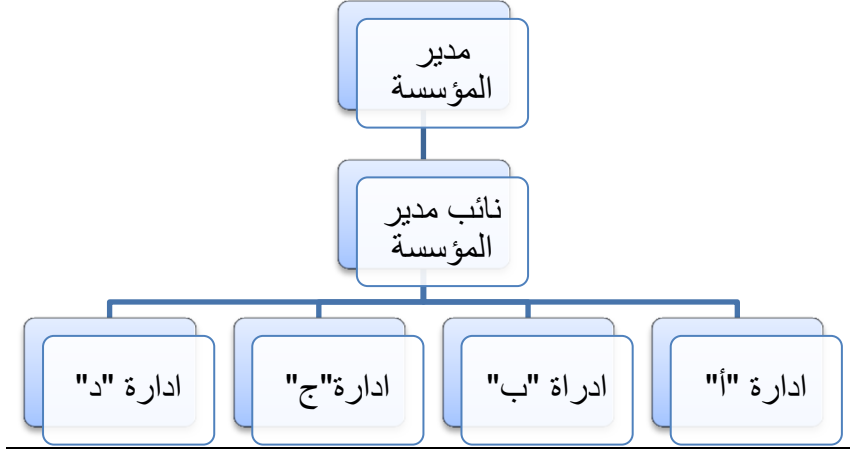 مدير
المؤسسة
نائب مدير
المؤسسة
ادارة "أ"
ادراة "ب"
ادارة"ج"
ادارة "د"